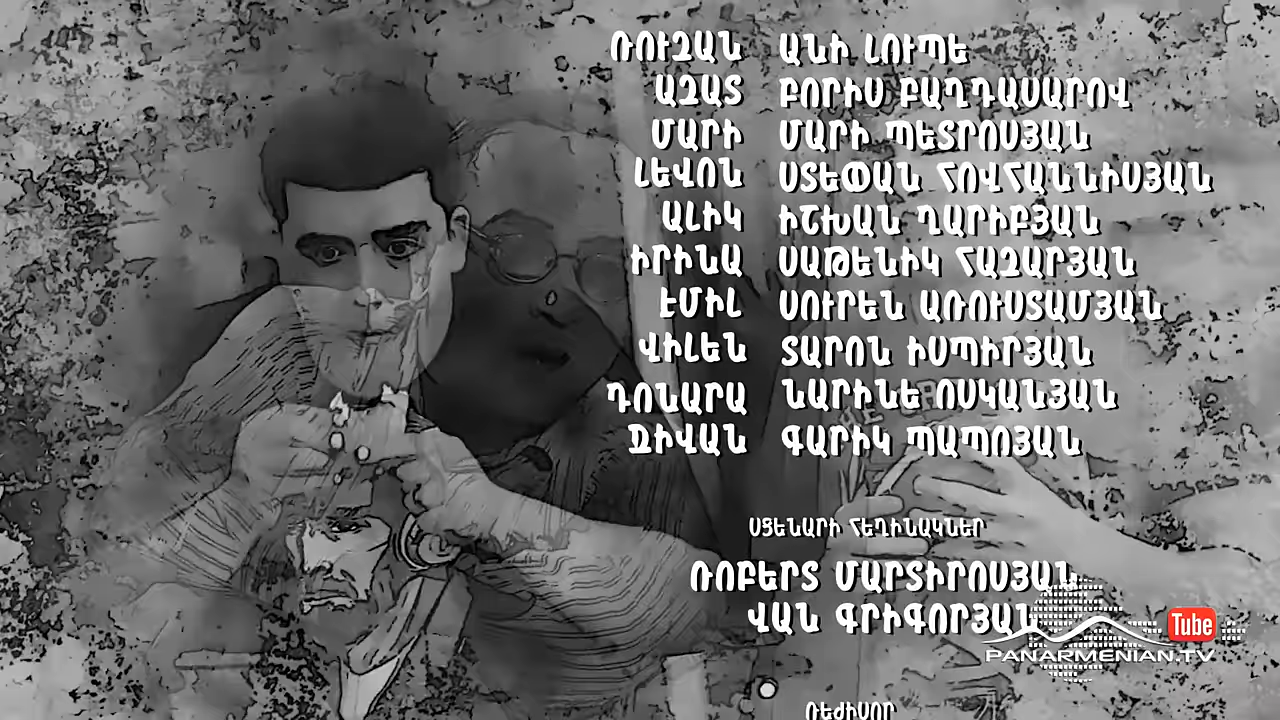 ՌՈՒԶԱՆ ԱՆԻ ԼՈՒՊԵ
ԱԶԱՏ ԲՈՐԻՍ ԲԱՂԴԱՍԱՐՈՎ
ՄԱՐԻ ՄԱՐԻ ՊԵՏՐՈՍՅԱՆ
ԼԵՎՈՆ ՍՏԵՓԱՆ ՀՈՎՀԱՆՆԻՍՅԱՆ
ԱԼԻԿ ԻՇԽԱՆ ՂԱՐԻԲՅԱՆ
ԻՐԻՆԱ ՍԱԹԵՆԻԿ ՀԱԶԱՐՅԱՆ
ԷՄԻԼ ՍՈՒՐԵՆ ԱՌՈՒՍՏԱՄՅԱՆ
ՎԻԼԵՆ ՏԱՐՈՆ ԻՍՊԻՐՅԱՆ
ԴՈՆԱՐԱ ՆԱՐԻՆԵ ՈՍԿԱՆՅԱՆ
ՋԻՎԱՆ ԳԱՐԻԿ ՊԱՊՈՅԱՆ
ՍՑԵՆԱՐԻ ՀԵՂԻՆԱԿՆԵՐ
ՌՈԲԵՐՏ ՄԱՐՏԻՐՈՍՅԱՆ
ՎԱՆ ԳՐԻԳՈՐՅԱՆ
Tube
PANARMENIAN.TV
ՌԵԺԻՍՈՐ